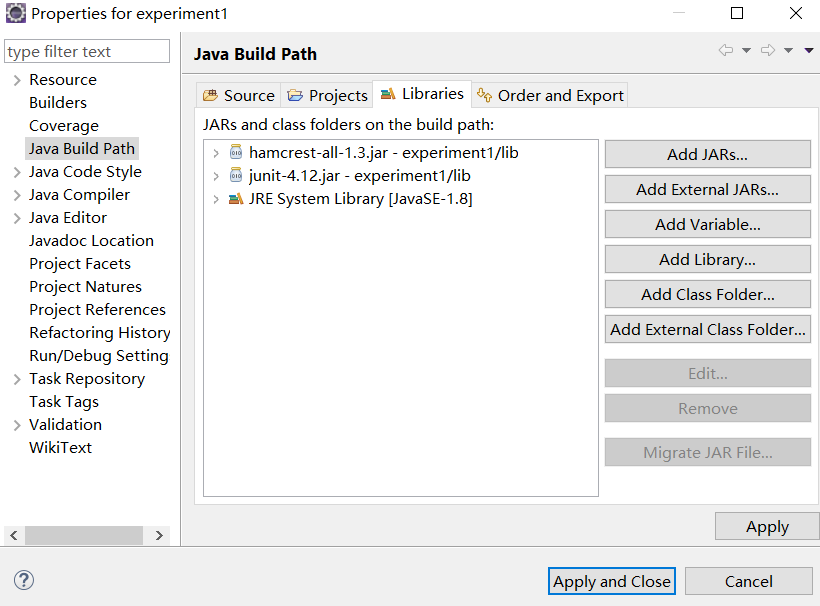 Properties for experiment1
type filter text
Java Build Path
Resource
Builders
Coverage
Java Build Path
Java Code Style
Java Compiler
Java Editor
Javadoc Location
Project Facets
Project Natures
Project References
Refactoring History
Run/Debug Setting
Task Repository
Task Tags
Validation
WikiText
Source
Projects
Libraries
Order and Export
JARs and class folders on the build path:
hamcrest-all-1.3.jar - experiment1/lib
junit-4.12.jar - experiment1/lib
JRE System Library [JavaSE-1.8]
Add JARs...
Add External JARs...
Add Variable...
Add Library...
Add Class Folder...
Add External Class Folder...
Edit...
Remove
Migrate JAR File...
Apply
Apply and Close
Cancel